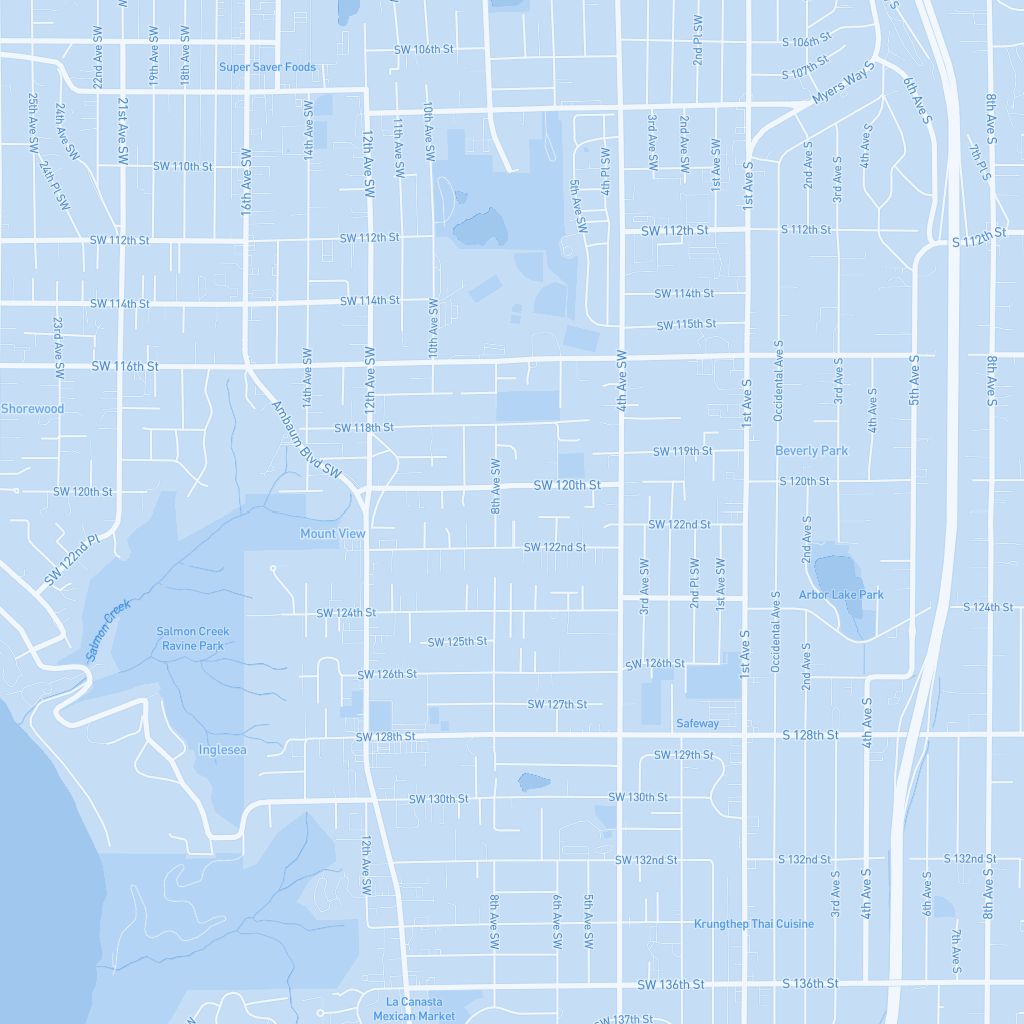 SW 106th St
S 106th St
S 107th St
2nd Pl SW
Super Saver Foods
22nd Ave SW
19th Ave SW
18th Ave SW
25th Ave SW
24th Ave SW
24th Pl SW
21st Ave SW
16th Ave SW
14th Ave SW
12th Ave SW
11th Ave SW
10th Ave SW
5th Ave SW
4th Pl SW
3rd Ave SW
2nd Ave SW
1st Ave SW
1st Ave S
Myers Way S
6th Ave S
2nd Ave S
3rd Ave S
4th Ave S
8th Ave S
7th Pl S
SW 110th St
SW 112th St
SW 112th St
SW 112th St
S 112th St
S 112th St
SW 114th St
SW 114th St
SW 114th St
SW 115th St
10th Ave SW
23rd Ave SW
SW 116th St
14th Ave SW
12th Ave SW
4th Ave SW
1st Ave S
Occidental Ave S
3rd Ave S
4th Ave S
5th Ave S
8th Ave S
Shorewood
Ambaum Blvd SW
SW 118th St
SW 119th St
Beverly Park
8th Ave SW
SW 120th St
SW 120th St
S 120th St
Mount View
SW 122nd St
SW 122nd St
SW 122nd Pl
2nd Ave S
3rd Ave SW
2nd Pl SW
1st Ave SW
Arbor Lake Park
Salmon Creek
Salmon Creek
Ravine Park
SW 124th St
S 124th St
Occidental Ave S
SW 125th St
1st Ave S
2nd Ave S
SW 126th St
SW 126th St
SW 127th St
4th Ave S
Safeway
SW 128th St
S 128th St
Inglesea
SW 129th St
SW 130th St
SW 130th St
12th Ave SW
SW 132nd St
S 132nd St
S 132nd St
8th Ave SW
6th Ave SW
5th Ave SW
3rd Ave S
4th Ave S
6th Ave S
8th Ave S
Krungthep Thai Cuisine
7th Ave S
SW 136th St
S 136th St
La Canasta
Mexican Market
SW 137th St